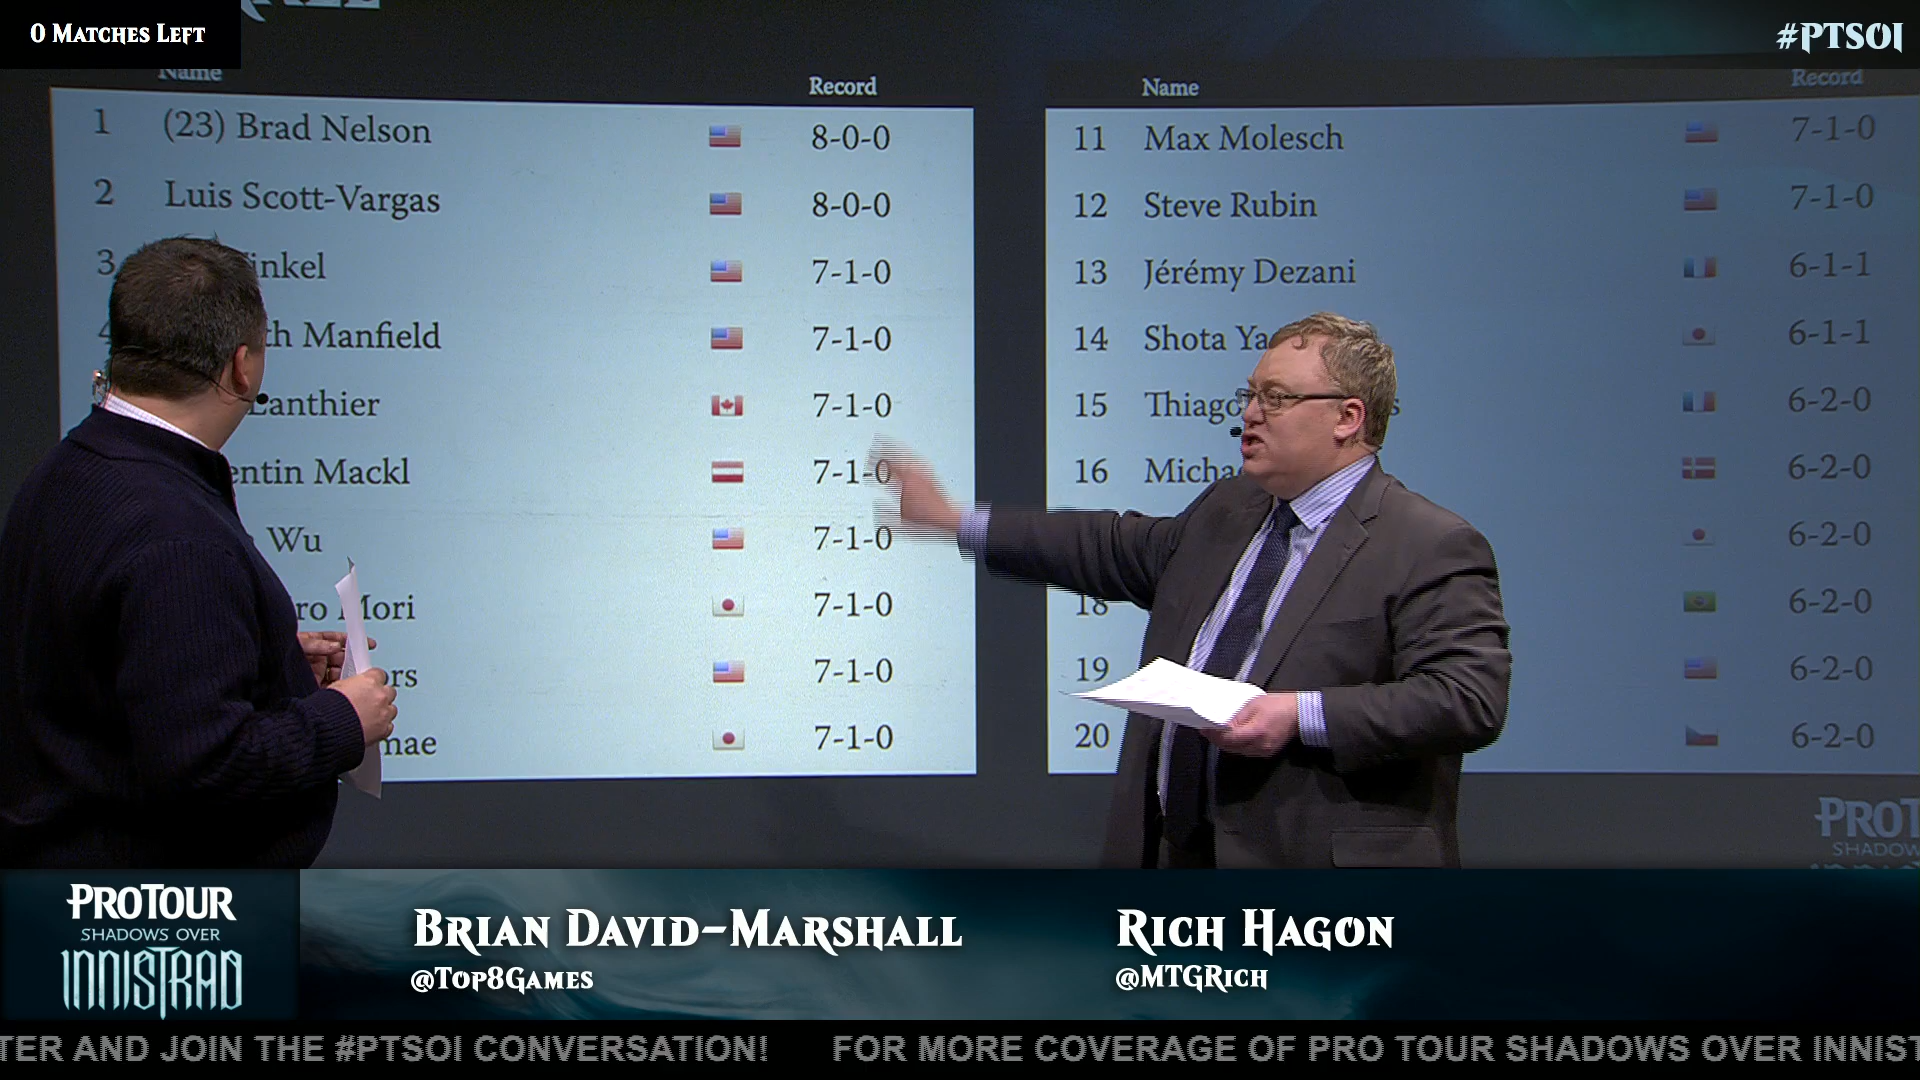 0 Matches Left
#PTSOI
Name Record
1 (23) Brad Nelson 8-0-0
2 Luis Scott-Vargas 8-0-0
3 inkel 7-1-0
4 th Manfield 7-1-0
Lanthier 7-1-0
entin Mackl 7-1-0
Wu 7-1-0
ro Mori 7-1-0
ors 7-1-0
mae 7-1-0
Name Record
11 Max Molesch 7-1-0
12 Steve Rubin 7-1-0
13 Jérémy Dezani 6-1-1
14 Shota Ya 6-1-1
15 Thiago s 6-2-0
16 Micha 6-2-0
6-2-0
18 6-2-0
19 6-2-0
20 6-2-0
PROT
SHADOW
PROTOUR
SHADOWS OVER
INNISTRAD
Brian David-Marshall
@Top8Games
Rich Hagon
@MTGRich
TER AND JOIN THE #PTSOI CONVERSATION! FOR MORE COVERAGE OF PRO TOUR SHADOWS OVER INNIST